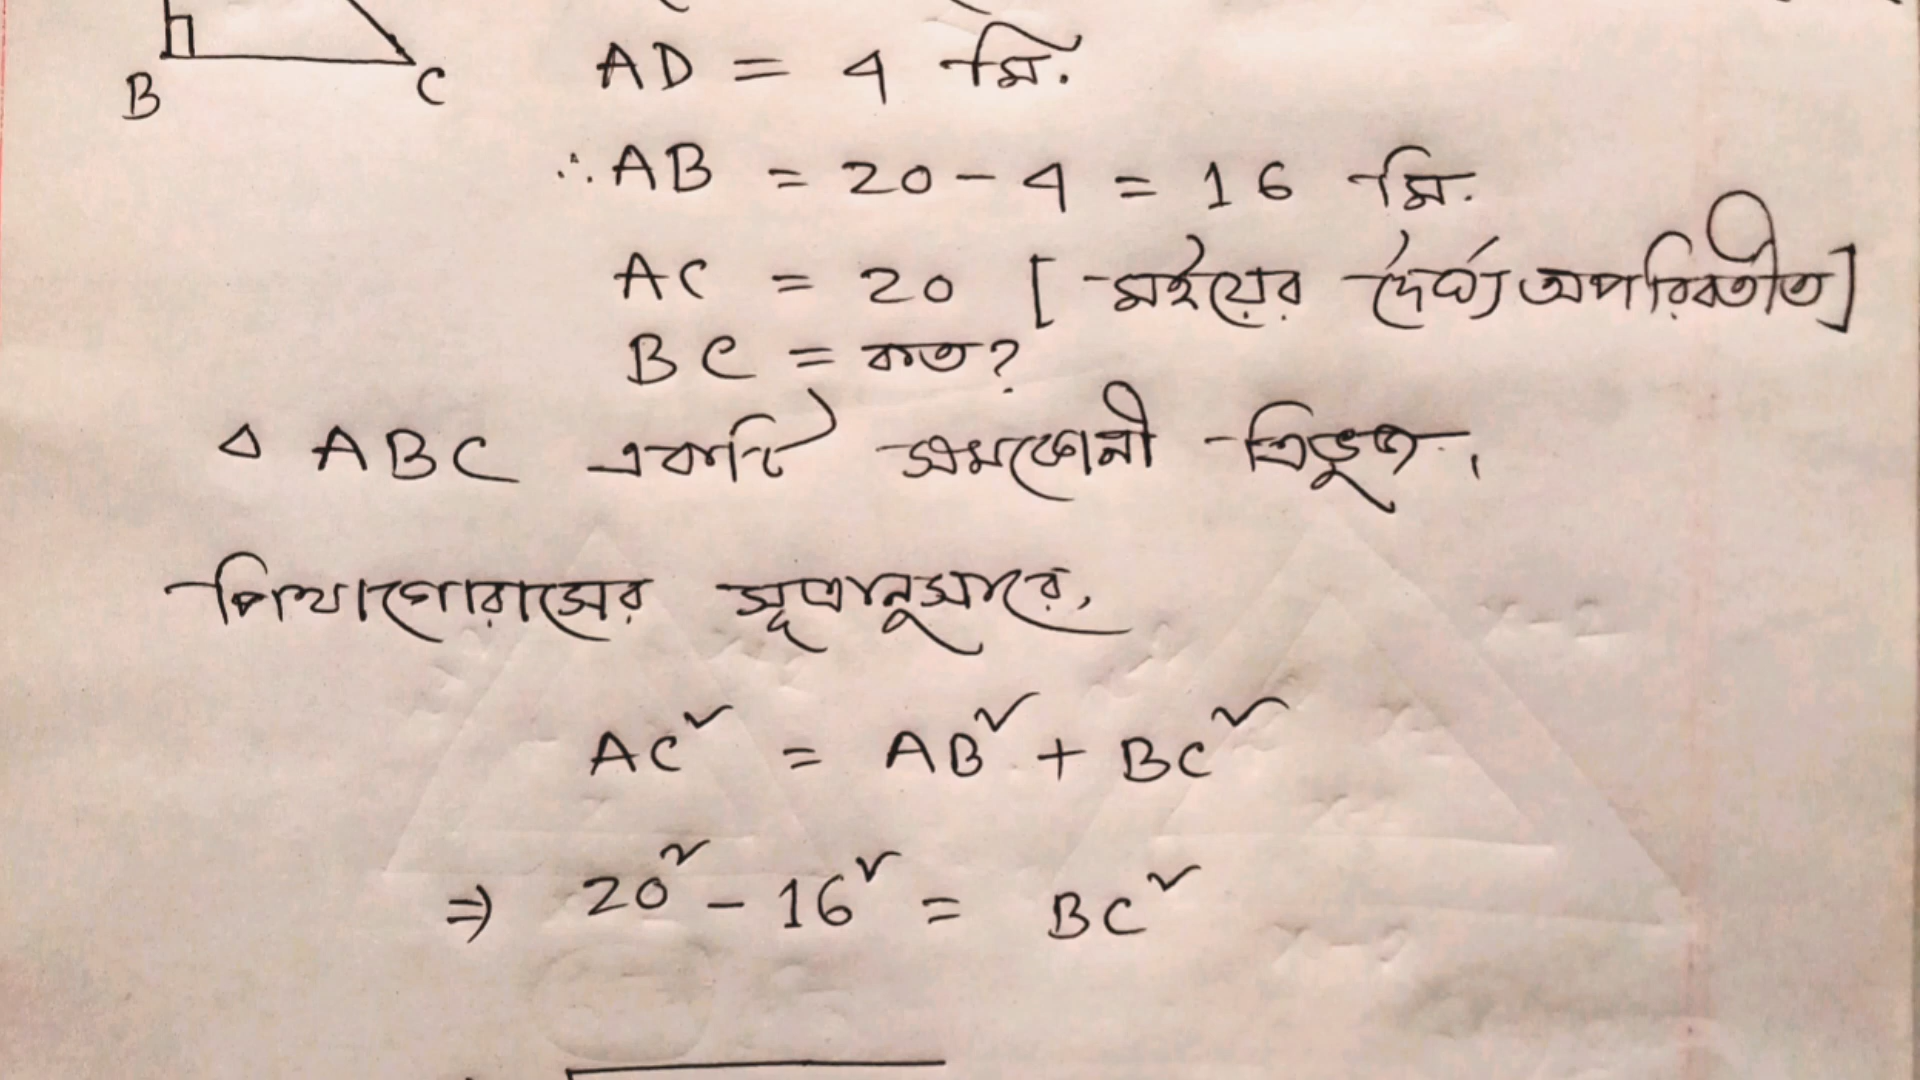 B C
AD = 4 মি.
∴ AB = 20 - 4 = 16 মি.
AC = 20 [মইয়ের দৈর্ঘ্য অপরিবর্তীত]
BC = কত?
△ ABC একটি সমকোনী ত্রিভুজ,
পিথাগোরাসের সূত্রানুসারে,
AC² = AB² + BC²
⇒ 20² - 16² = BC²